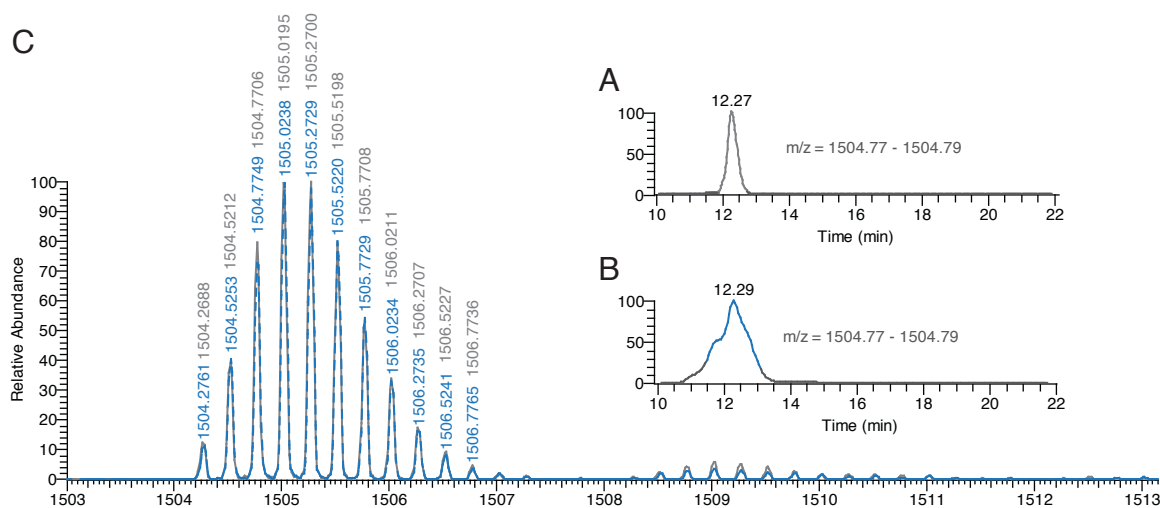 C
1504.2761 1504.2688
1504.5253 1504.5212
1504.7749 1504.7706
1505.0238 1505.0195
1505.2729 1505.2700
1505.5220 1505.5198
1505.7729 1505.7708
1506.0234 1506.0211
1506.2735 1506.2707
1506.5241 1506.5227
1506.7765 1506.7736
Relative Abundance
100
90
80
70
60
50
40
30
20
10
0
1503 1504 1505 1506 1507 1508 1509 1510 1511 1512 1513
A
12.27
m/z = 1504.77 - 1504.79
100
50
0
10 12 14 16 18 20 22
Time (min)
B
12.29
m/z = 1504.77 - 1504.79
100
50
0
10 12 14 16 18 20 22
Time (min)